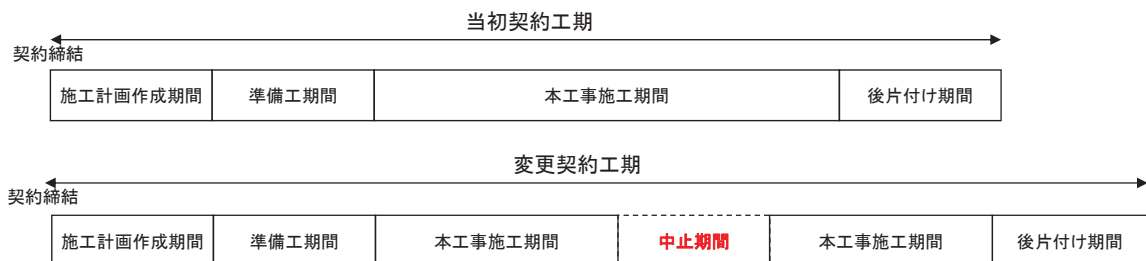 当初契約工期
契約締結
施工計画作成期間 準備工期間 本工事施工期間 後片付け期間
変更契約工期
契約締結
施工計画作成期間 準備工期間 本工事施工期間 中止期間 本工事施工期間 後片付け期間